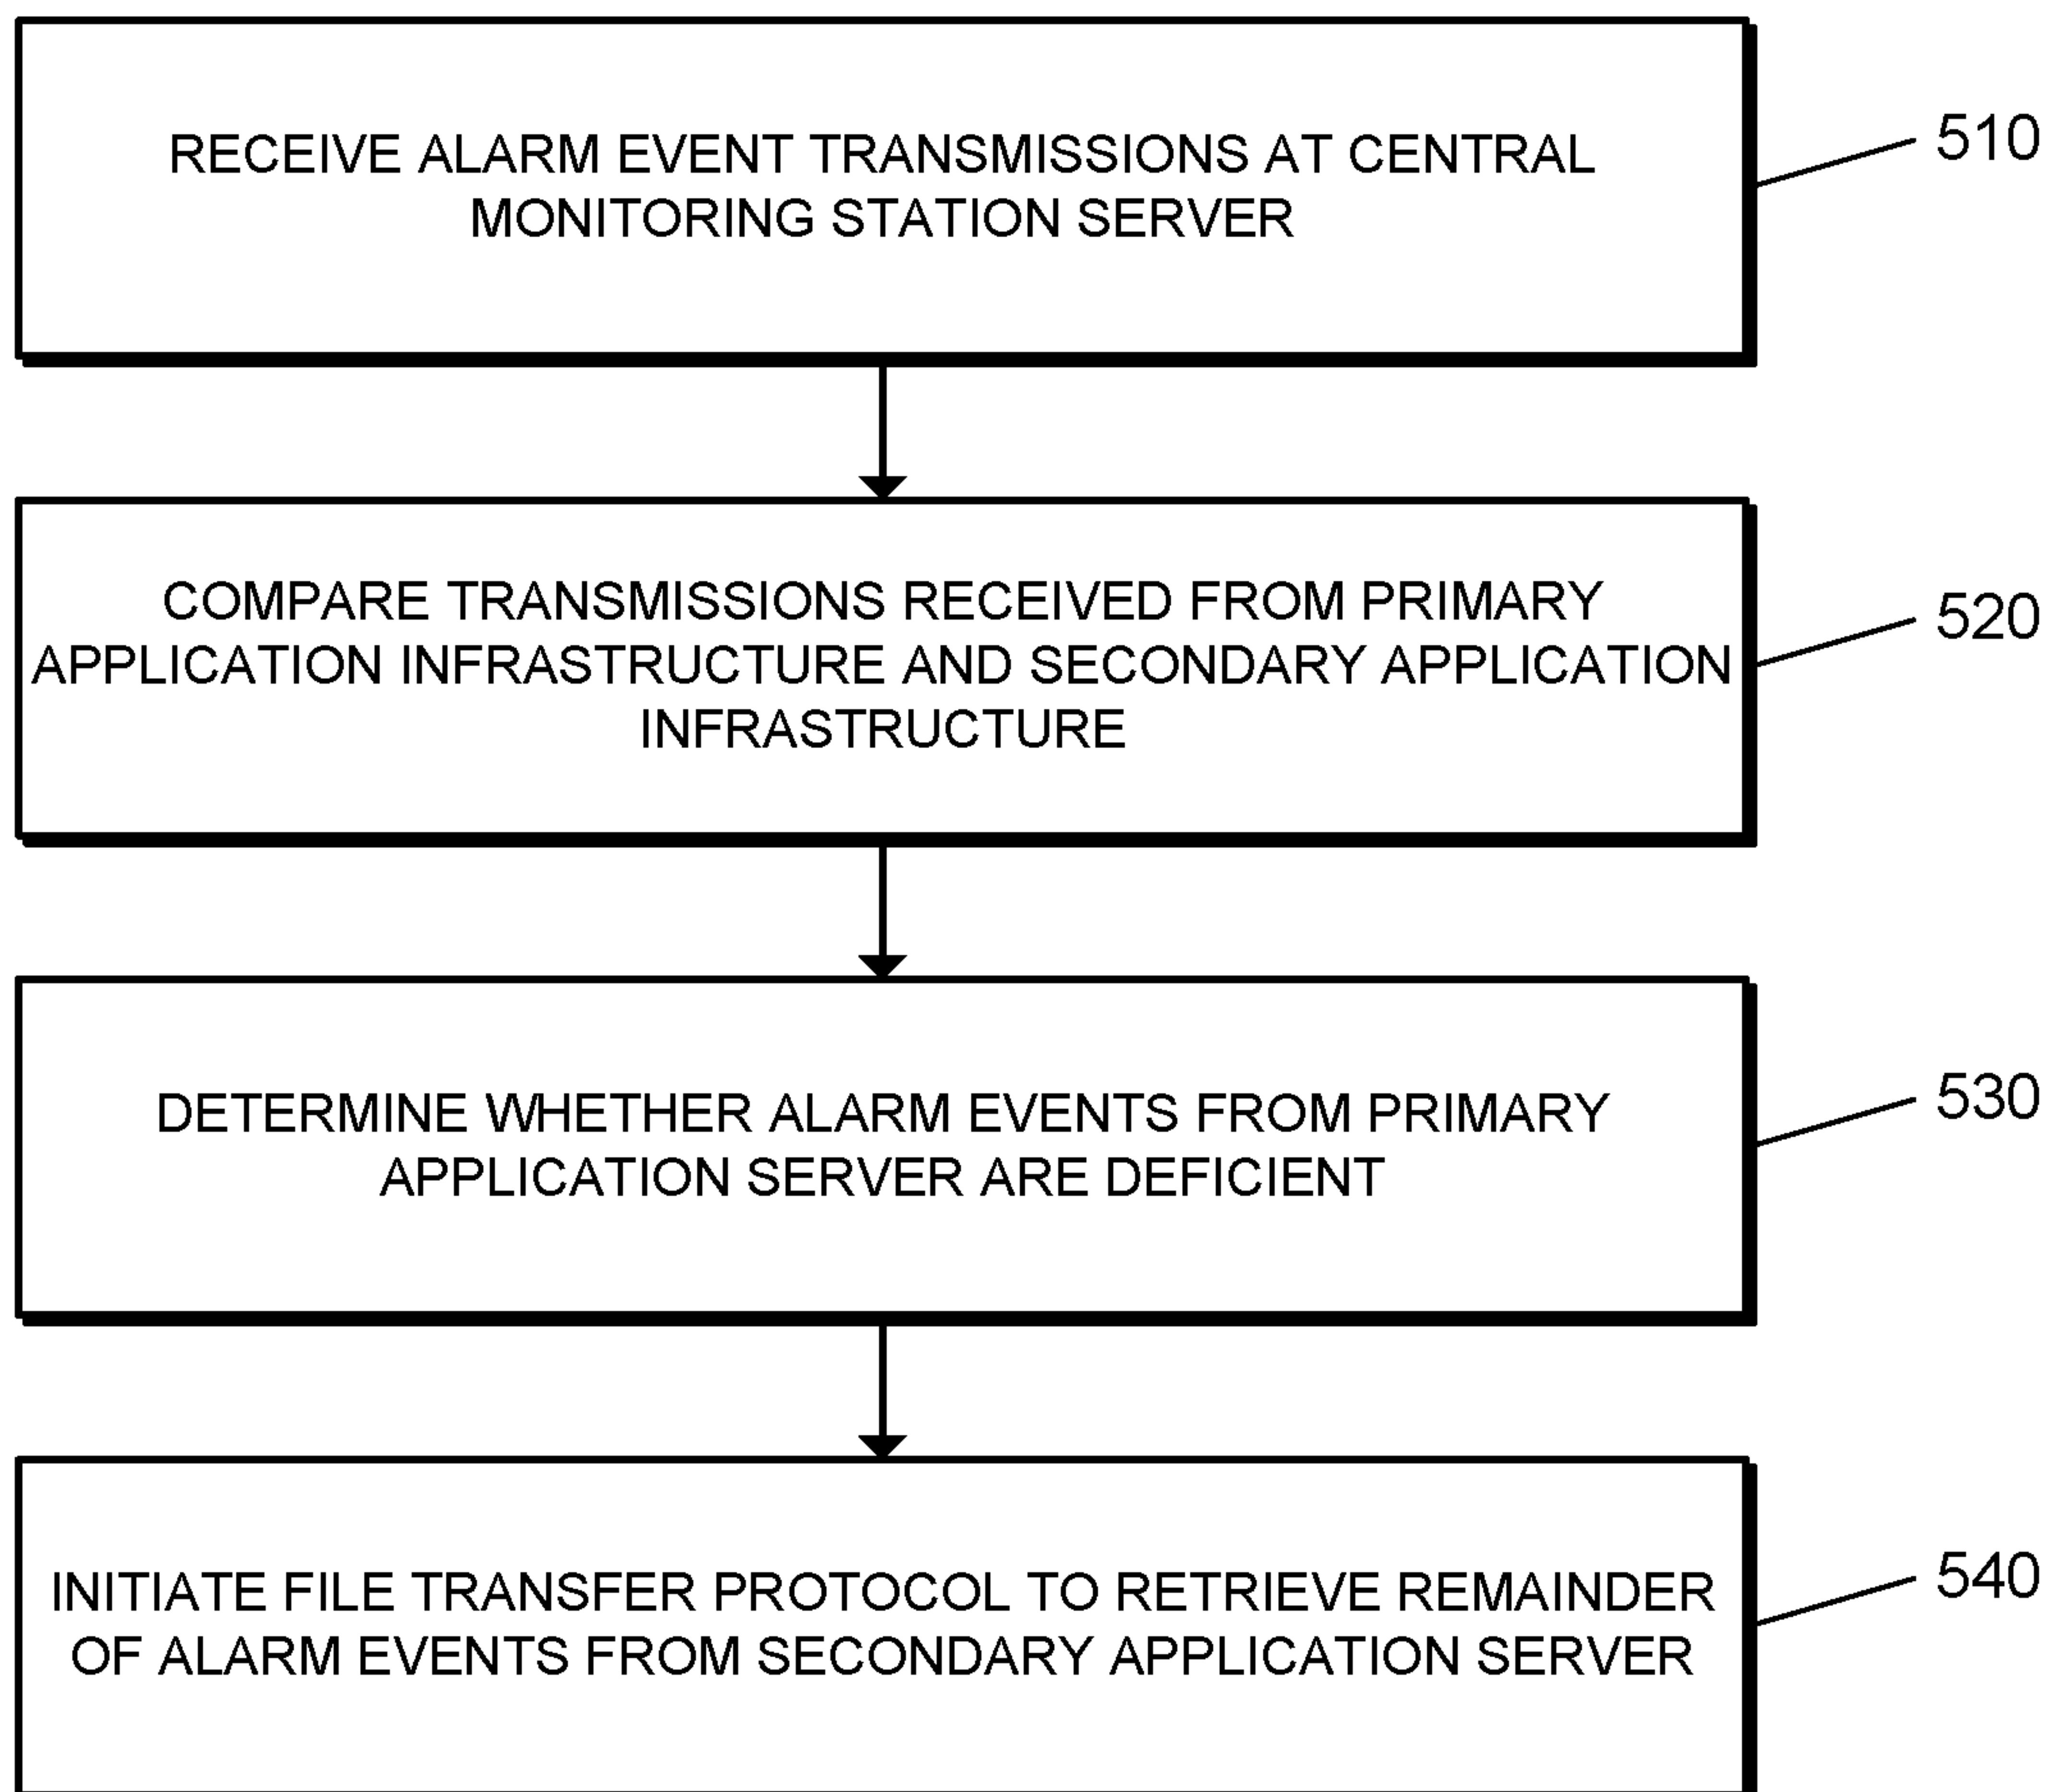 RECEIVE ALARM EVENT TRANSMISSIONS AT CENTRAL
MONITORING STATION SERVER
510
COMPARE TRANSMISSIONS RECEIVED FROM PRIMARY
APPLICATION INFRASTRUCTURE AND SECONDARY APPLICATION
INFRASTRUCTURE
520
DETERMINE WHETHER ALARM EVENTS FROM PRIMARY
APPLICATION SERVER ARE DEFICIENT
530
INITIATE FILE TRANSFER PROTOCOL TO RETRIEVE REMAINDER
OF ALARM EVENTS FROM SECONDARY APPLICATION SERVER
540